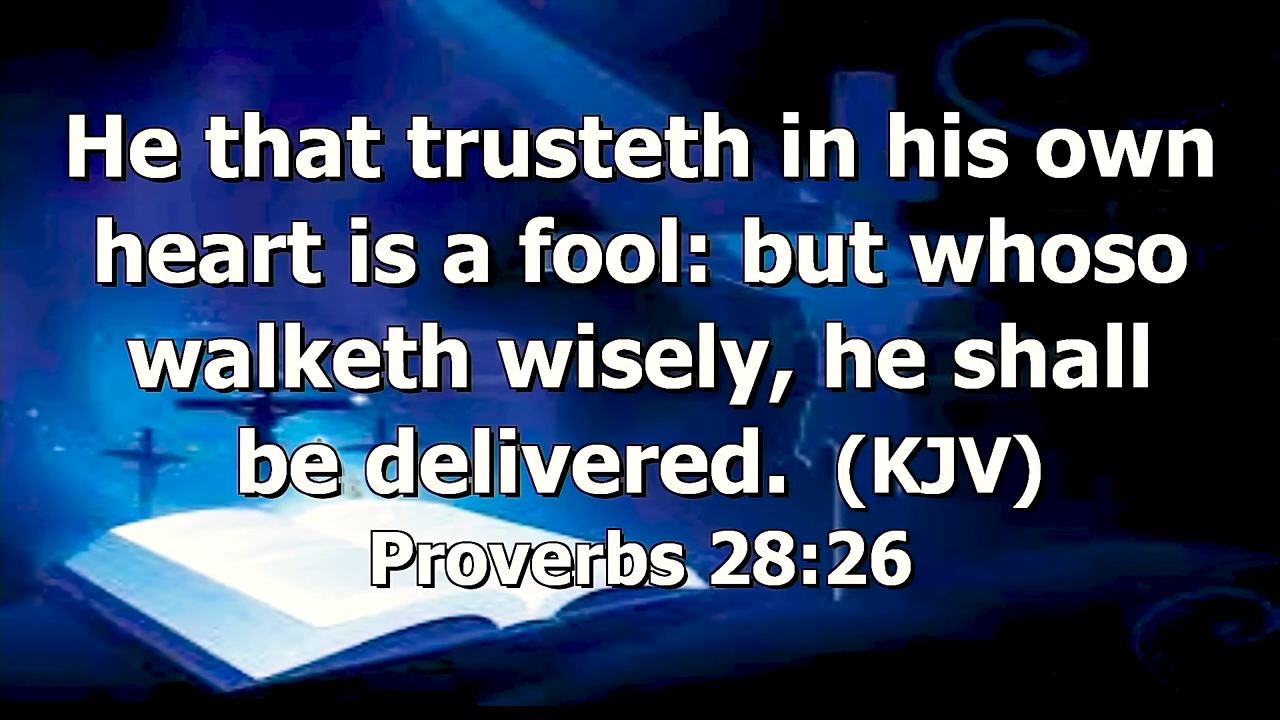 He that trusteth in his own
heart is a fool: but whoso
walketh wisely, he shall
be delivered.  (KJV)
Proverbs 28:26